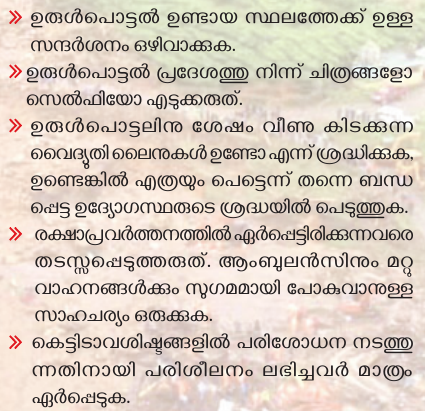 » ഉരുൾപൊട്ടൽ ഉണ്ടായ സ്ഥലത്തേക്ക് ഉള്ള
സന്ദർശനം ഒഴിവാക്കുക.
» ഉരുൾപൊട്ടൽ പ്രദേശത്തു നിന്ന് ചിത്രങ്ങളോ
സെൽഫിയോ എടുക്കരുത്.
» ഉരുൾപൊട്ടലിനു ശേഷം വീണു കിടക്കുന്ന
വൈദ്യുതി ലൈനുകൾ ഉണ്ടോ എന്ന് ശ്രദ്ധിക്കുക,
ഉണ്ടെങ്കിൽ എത്രയും പെട്ടെന്ന് തന്നെ ബന്ധ
പ്പെട്ട ഉദ്യോഗസ്ഥരുടെ ശ്രദ്ധയിൽ പെടുത്തുക.
» രക്ഷാപ്രവർത്തനത്തിൽ ഏർപ്പെട്ടിരിക്കുന്നവരെ
തടസ്സപ്പെടുത്തരുത്. ആംബുലൻസിനും മറ്റു
വാഹനങ്ങൾക്കും സുഗമമായി പോകുവാനുള്ള
സാഹചര്യം ഒരുക്കുക.
» കെട്ടിടാവശിഷ്ടങ്ങളിൽ പരിശോധന നടത്തു
ന്നതിനായി പരിശീലനം ലഭിച്ചവർ മാത്രം
ഏർപ്പെടുക.